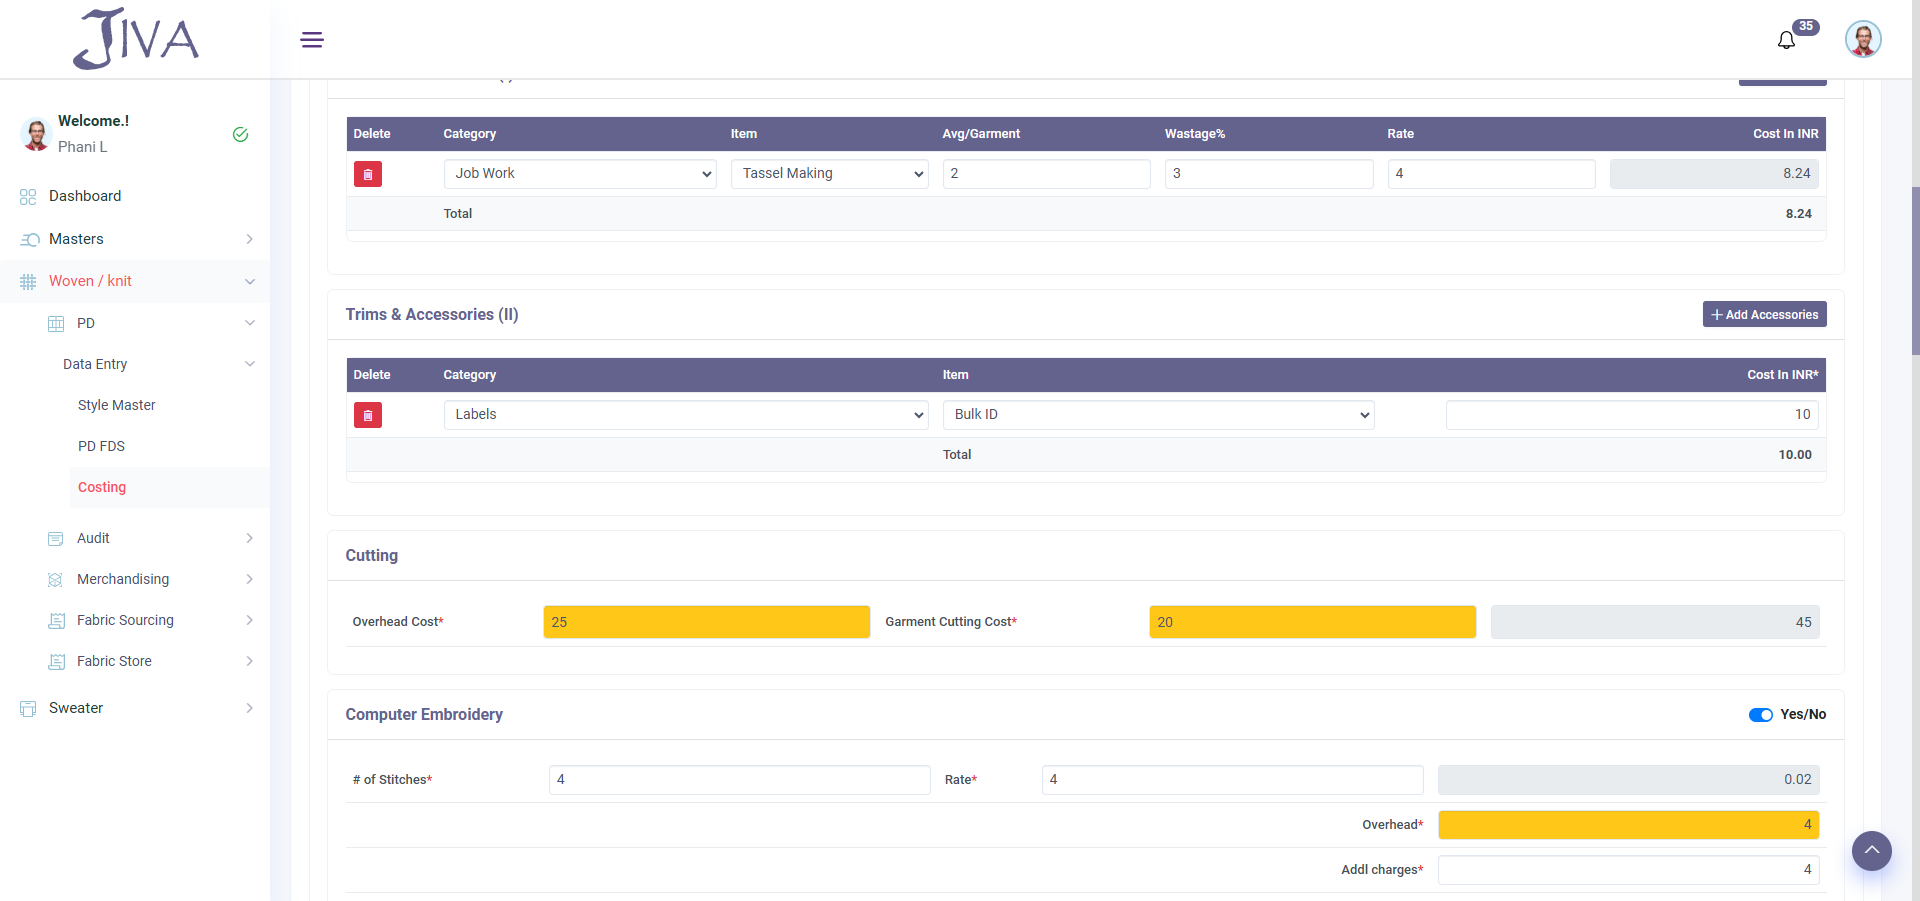 JIVA
35
Welcome.!
Phani L
Dashboard
Masters
Woven / knit
PD
Data Entry
Style Master
PD FDS
Costing
Audit
Merchandising
Fabric Sourcing
Fabric Store
Sweater
Delete Category Item Avg/Garment Wastage% Rate Cost In INR
Job Work Tassel Making 2 3 4 8.24
Total 8.24
Trims & Accessories (II) Add Accessories
Delete Category Item Cost In INR*
Labels Bulk ID 10
Total 10.00
Cutting
Overhead Cost* 25 Garment Cutting Cost* 20 45
Computer Embroidery Yes/No
# of Stitches* 4 Rate* 4 0.02
Overhead* 4
Addl charges* 4